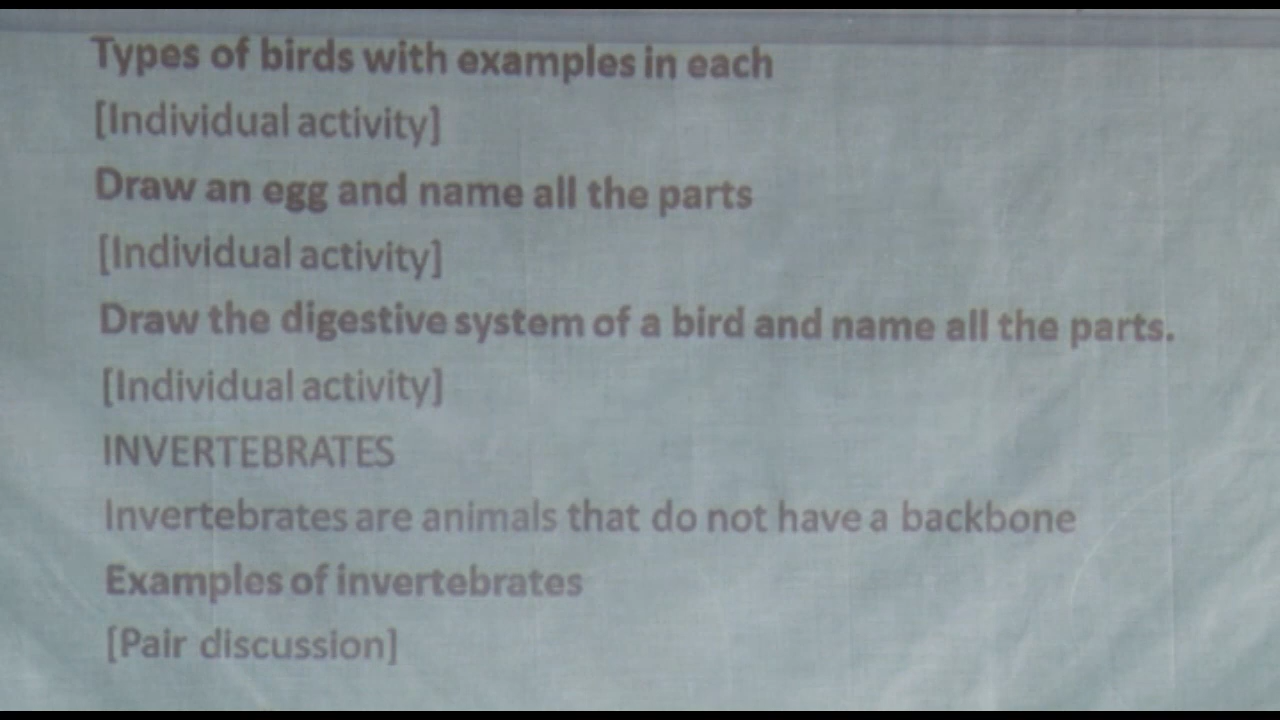 Types of birds with examples in each
[Individual activity]
Draw an egg and name all the parts
[Individual activity]
Draw the digestive system of a bird and name all the parts.
[Individual activity]
INVERTEBRATES
Invertebrates are animals that do not have a backbone
Examples of invertebrates
[Pair discussion]